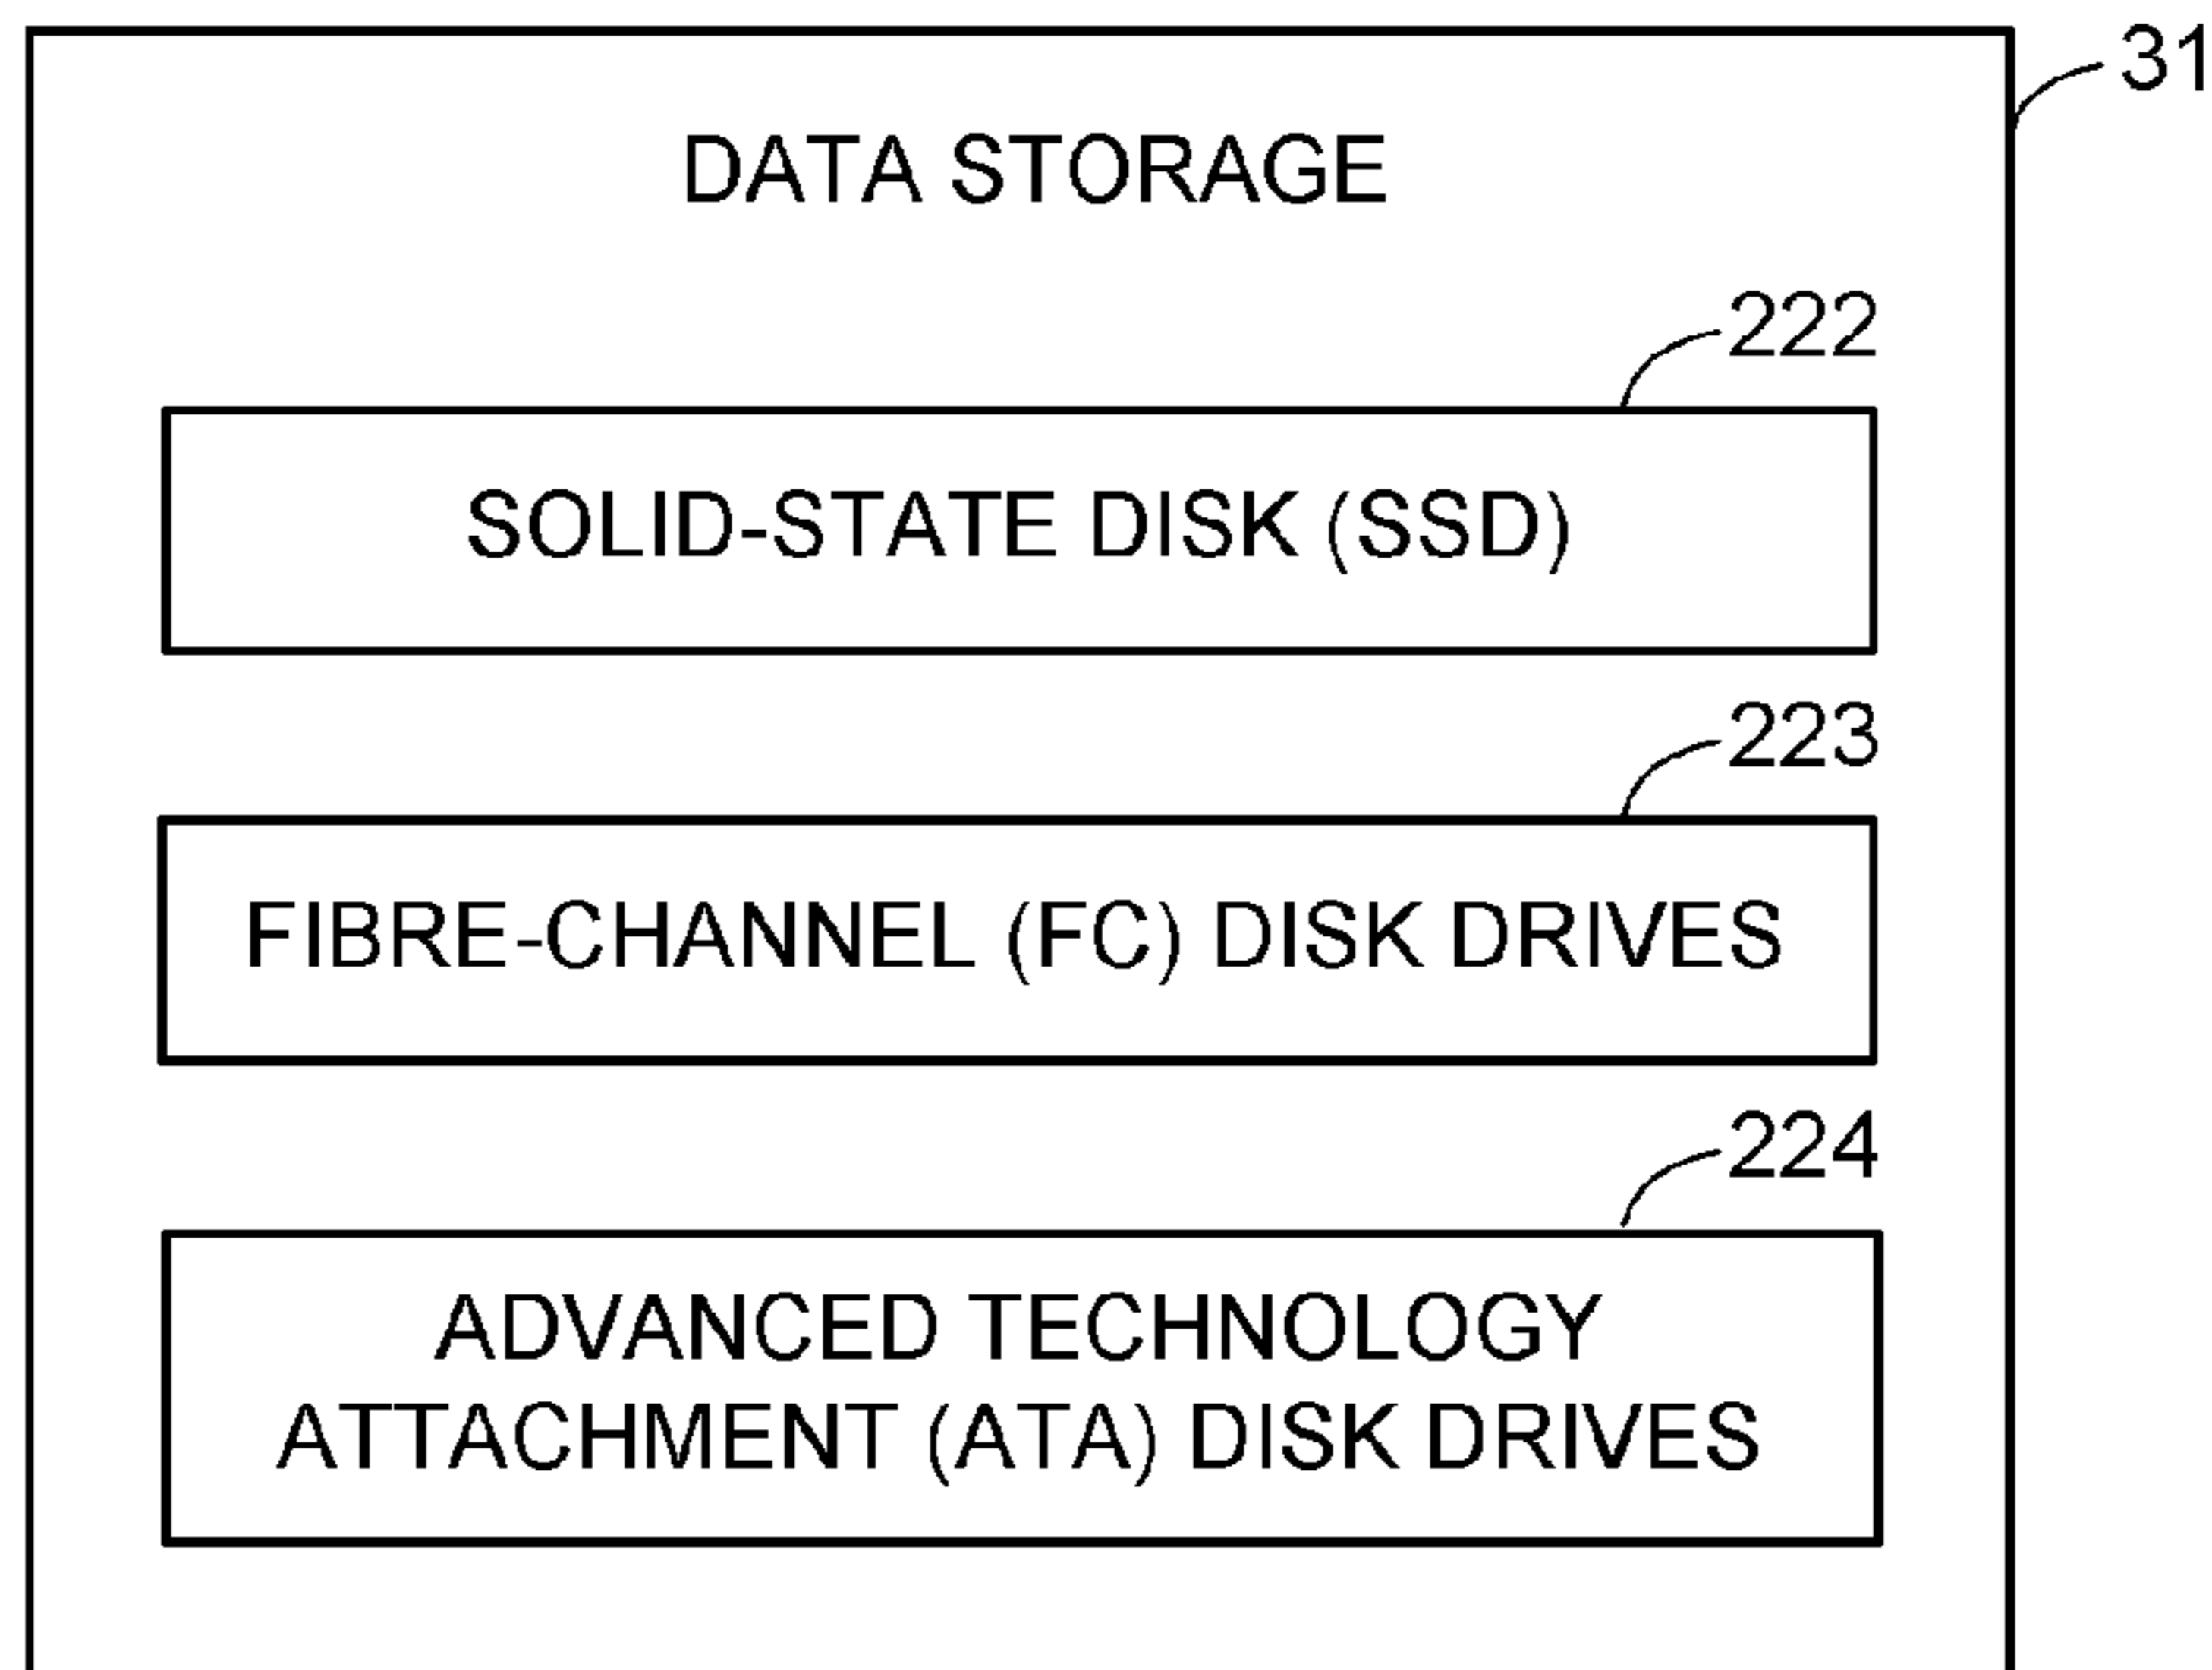 31
DATA STORAGE
222
SOLID-STATE DISK (SSD)
223
FIBRE-CHANNEL (FC) DISK DRIVES
224
ADVANCED TECHNOLOGY
ATTACHMENT (ATA) DISK DRIVES